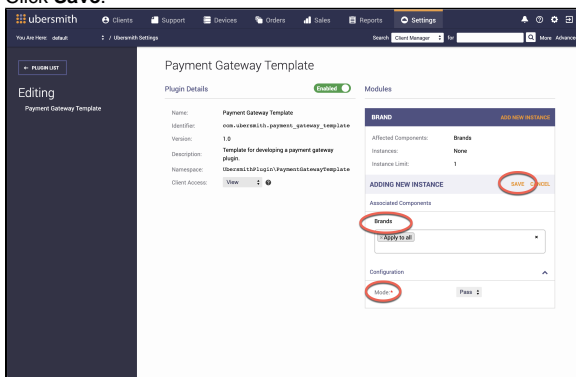 Click Save.
ubersmith Clients Support Devices Orders Sales Reports Settings
You Are Here: default / Ubersmith Settings Search Client Manager for More Advance
← PLUGIN LIST
Editing
Payment Gateway Template
Payment Gateway Template
Plugin Details Enabled
Name: Payment Gateway Template
Identifier: com.ubersmith.payment_gateway_template
Version: 1.0
Description: Template for developing a payment gateway plugin.
Namespace: UbersmithPlugin\PaymentGatewayTemplate
Client Access: View
Modules
BRAND ADD NEW INSTANCE
Affected Components: Brands
Instances: None
Instance Limit: 1
ADDING NEW INSTANCE SAVE CANCEL
Associated Components
Brands
× Apply to all ×
Configuration
Mode:* Pass